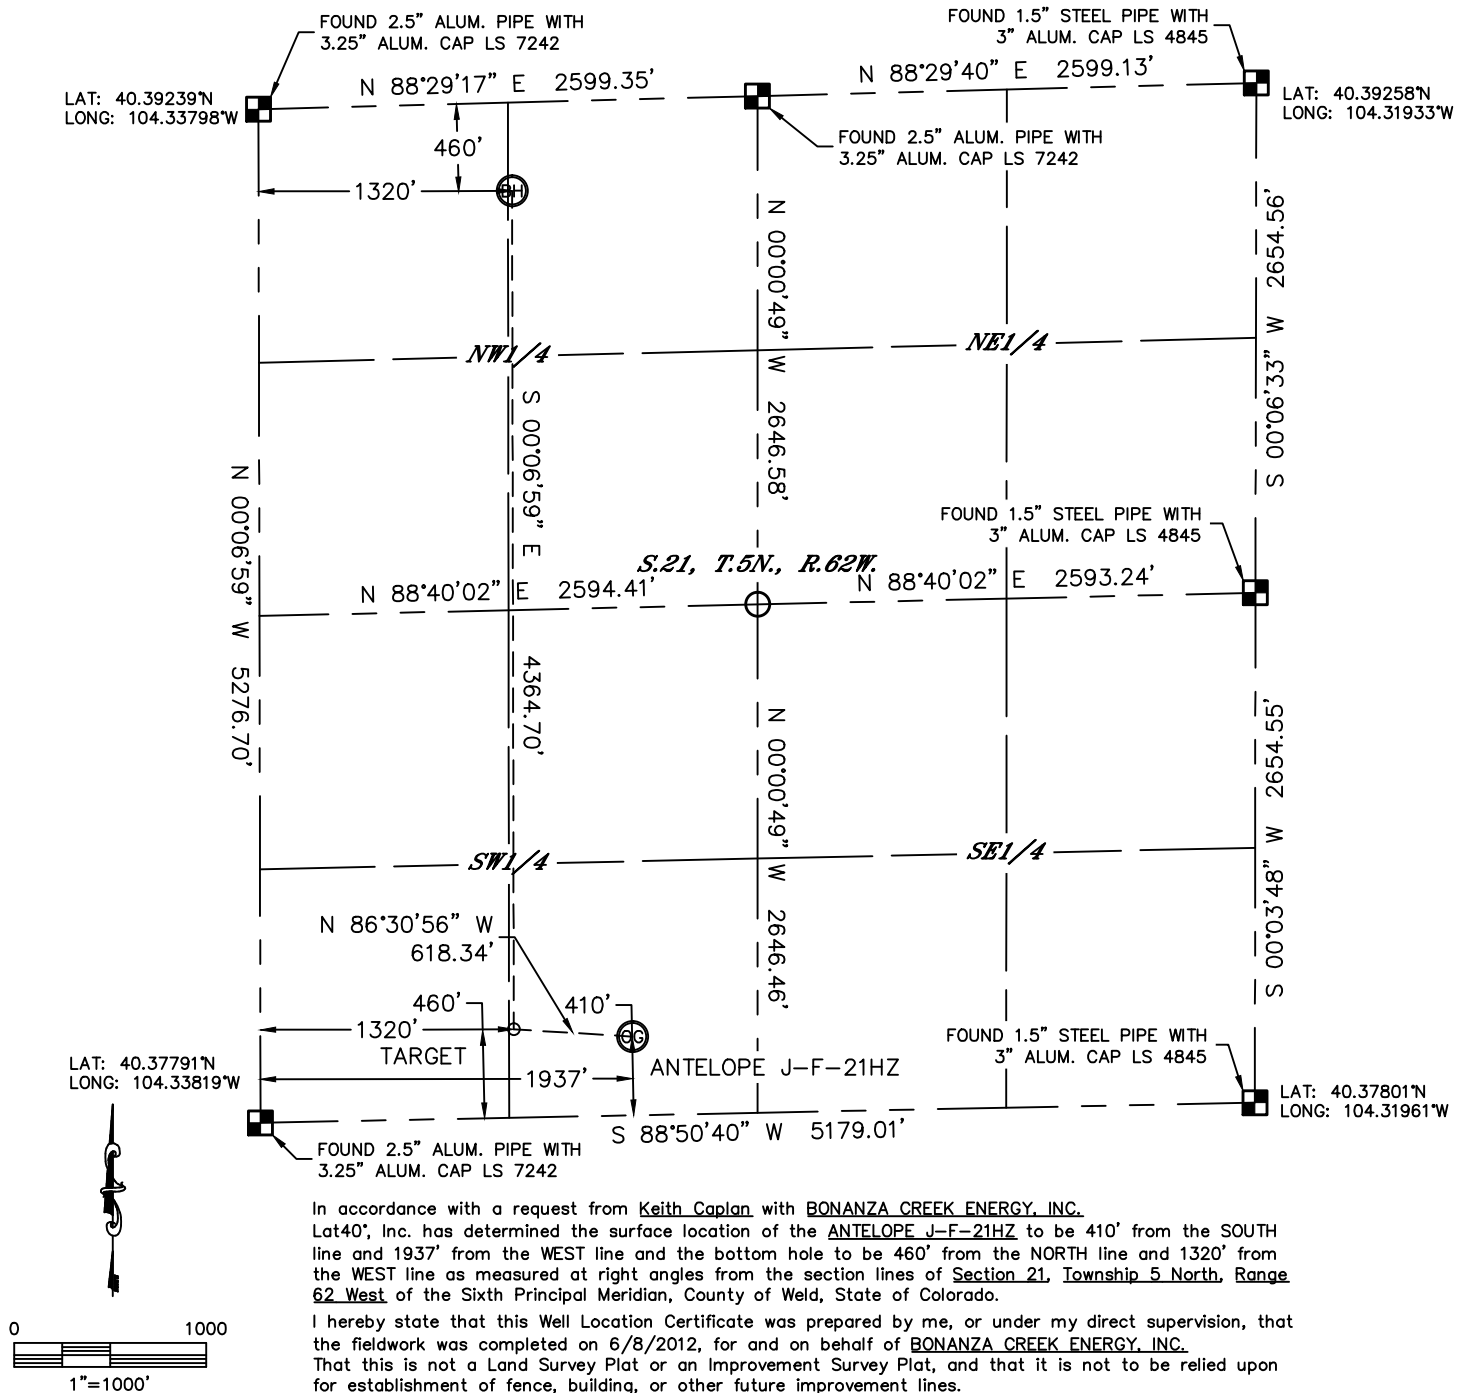 FOUND 2.5” ALUM. PIPE WITH
3.25” ALUM. CAP LS 7242
FOUND 1.5” STEEL PIPE WITH
3” ALUM. CAP LS 4845
N 88°29'17” E 2599.35'
N 88°29'40” E 2599.13'
LAT: 40.39239°N
LONG: 104.33798°W
LAT: 40.39258°N
LONG: 104.31933°W
FOUND 2.5” ALUM. PIPE WITH
3.25” ALUM. CAP LS 7242
460'
1320'
BH
N 00°00'49” W 2646.58'
S 00°06'33” W 2654.56'
NW1/4
NE1/4
S 00°06'59” E 4364.70'
N 00°06'59” W 5276.70'
FOUND 1.5” STEEL PIPE WITH
3” ALUM. CAP LS 4845
S.21, T.5N., R.62W.
N 88°40'02” E 2594.41'
N 88°40'02” E 2593.24'
N 00°00'49” W 2646.46'
S 00°03'48” W 2654.55'
SW1/4
SE1/4
N 86°30'56” W
618.34'
460'
410'
1320'
TARGET
OG
ANTELOPE J-F-21HZ
1937'
FOUND 1.5” STEEL PIPE WITH
3” ALUM. CAP LS 4845
LAT: 40.37791°N
LONG: 104.33819°W
LAT: 40.37801°N
LONG: 104.31961°W
S 88°50'40” W 5179.01'
FOUND 2.5” ALUM. PIPE WITH
3.25” ALUM. CAP LS 7242
In accordance with a request from Keith Caplan with BONANZA CREEK ENERGY, INC.
Lat40°, Inc. has determined the surface location of the ANTELOPE J-F-21HZ to be 410' from the SOUTH
line and 1937' from the WEST line and the bottom hole to be 460' from the NORTH line and 1320' from
the WEST line as measured at right angles from the section lines of Section 21, Township 5 North, Range
62 West of the Sixth Principal Meridian, County of Weld, State of Colorado.
I hereby state that this Well Location Certificate was prepared by me, or under my direct supervision, that
the fieldwork was completed on 6/8/2012, for and on behalf of BONANZA CREEK ENERGY, INC.
That this is not a Land Survey Plat or an Improvement Survey Plat, and that it is not to be relied upon
for establishment of fence, building, or other future improvement lines.
0 1000
1”=1000'